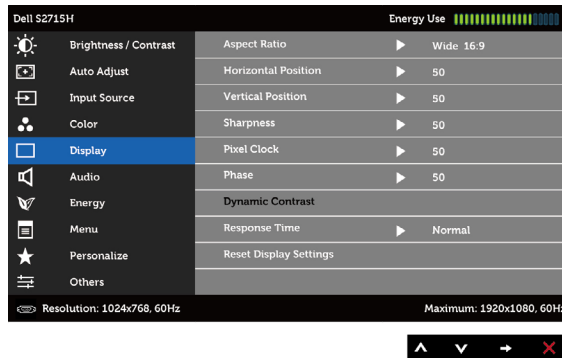 Dell S2715H Energy Use
Brightness / Contrast Aspect Ratio Wide 16:9
Auto Adjust Horizontal Position 50
Input Source Vertical Position 50
Color Sharpness 50
Display Pixel Clock 50
Audio Phase 50
Energy Dynamic Contrast
Menu Response Time Normal
Personalize Reset Display Settings
Others
Resolution: 1024x768, 60Hz Maximum: 1920x1080, 60Hz